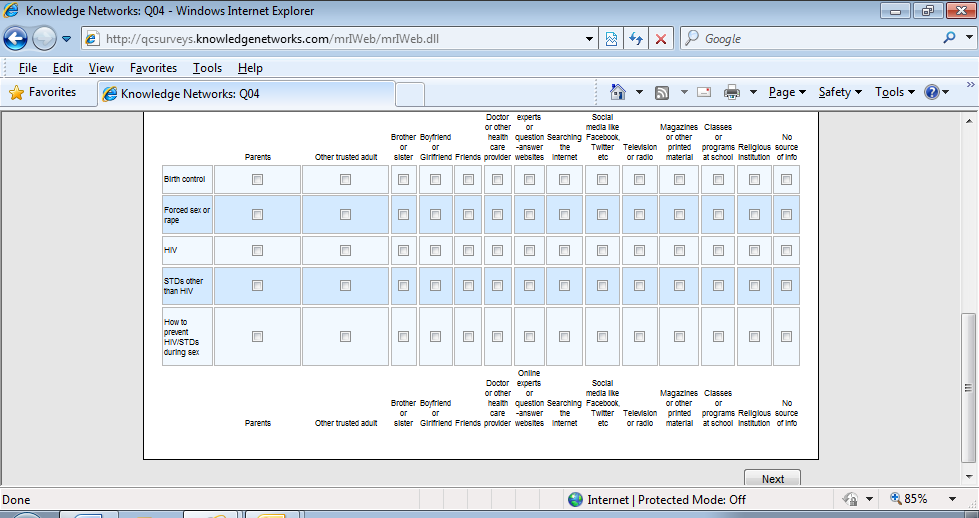 Knowledge Networks: Q04 - Windows Internet Explorer
http://qcsurveys.knowledgenetworks.com/mrIWeb/mrIWeb.dll
Google
File Edit View Favorites Tools Help
Favorites
Knowledge Networks: Q04
Page Safety Tools
Parents
Other trusted adult
Brother
or
sister
Boyfriend
or
Girlfriend
Friends
Doctor
or other
health
care
provider
experts
or
question
-answer
websites
Searching
the
internet
Social
media like
Facebook,
Twitter
etc
Television
or radio
Magazines
or other
printed
material
Classes
or
programs
at school
Religious
Institution
No
source
of info
Birth control
Forced sex or
rape
HIV
STDs other
than HIV
How to
prevent
HIV/STDs
during sex
Parents
Other trusted adult
Brother
or
sister
Boyfriend
or
Girlfriend
Friends
Doctor
or other
health
care
provider
Online
experts
or
question
-answer
websites
Searching
the
internet
Social
media like
Facebook,
Twitter
etc
Television
or radio
Magazines
or other
printed
material
Classes
or
programs
at school
Religious
Institution
No
source
of info
Next
Done
Internet | Protected Mode: Off
85%